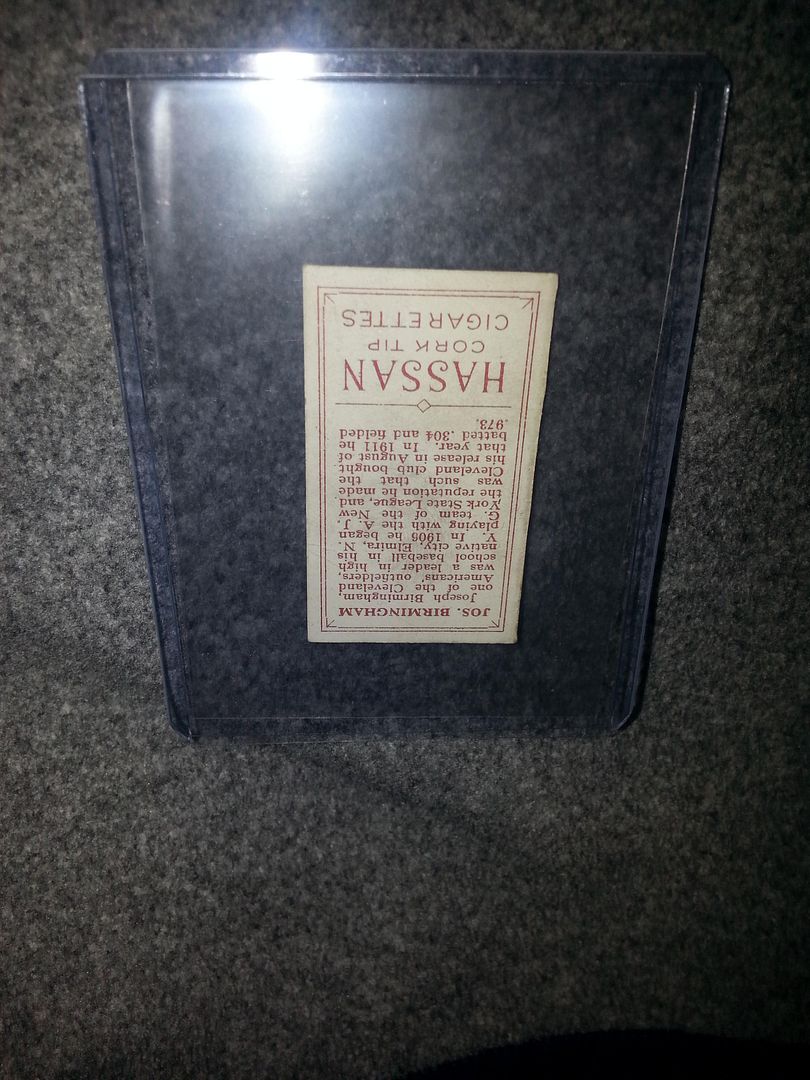 JOS. BIRMINGHAM
Joseph Birmingham,
one of the Cleveland
Americans' outfielders,
was a leader in high
school baseball in his
native city, Elmira, N.
Y. In 1906 he began
playing with the A. J.
G. team of the New
York State League, and
the reputation he made
was such that the
Cleveland club bought
his release in August of
that year. In 1911 he
batted .304 and fielded
.973.
HASSAN
CORK TIP
CIGARETTES